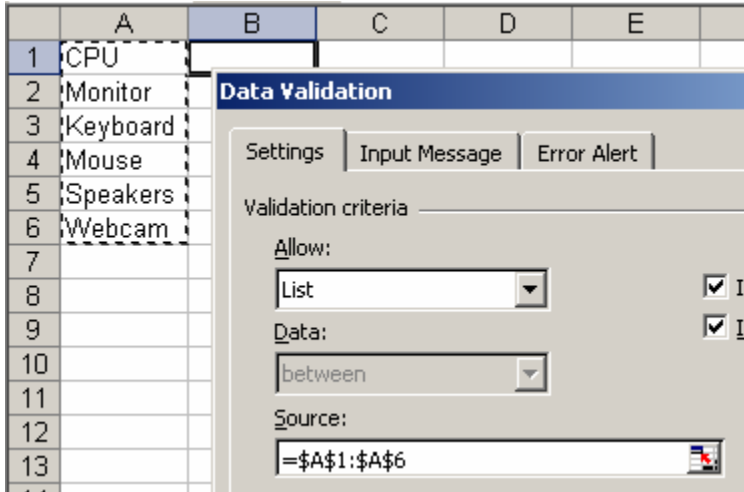 A B C D E
1 CPU
2 Monitor
3 Keyboard
4 Mouse
5 Speakers
6 Webcam
7
8
9
10
11
12
13
Data Validation
Settings Input Message Error Alert
Validation criteria
Allow:
List
Data:
between
Source:
=$A$1:$A$6